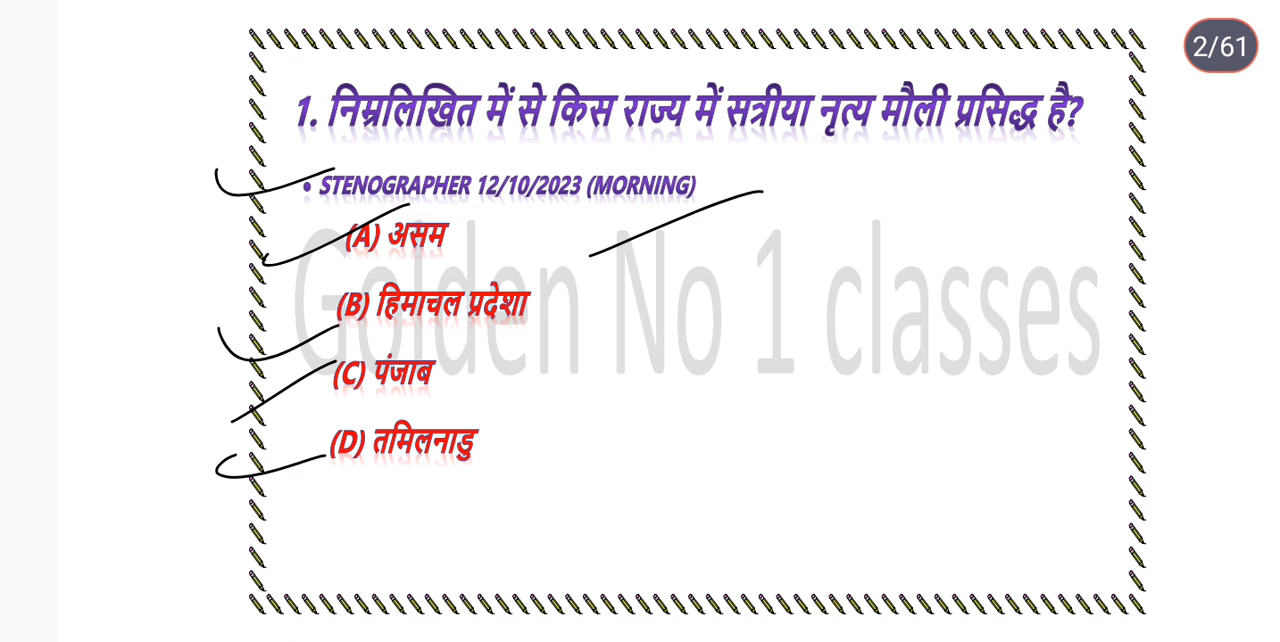 2/61
1. निम्नलिखित में से किस राज्य में सत्रीया नृत्य मौली प्रसिद्ध है?
• STENOGRAPHER 12/10/2023 (MORNING)
(A) असम
(B) हिमाचल प्रदेशा
(C) पंजाब
(D) तमिलनाडु
Golden No 1 classes